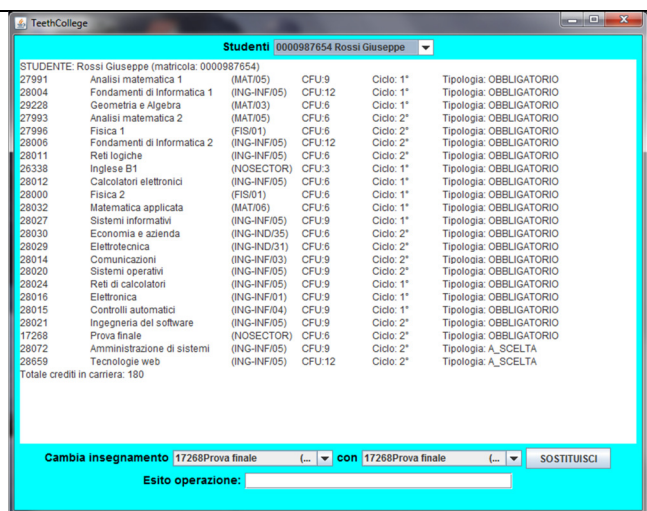 TeethCollege
Studenti 0000987654 Rossi Giuseppe
STUDENTE: Rossi Giuseppe (matricola: 0000987654)
27991 Analisi matematica 1 (MAT/05) CFU:9 Ciclo: 1° Tipologia: OBBLIGATORIO
28004 Fondamenti di Informatica 1 (ING-INF/05) CFU:12 Ciclo: 1° Tipologia: OBBLIGATORIO
29228 Geometria e Algebra (MAT/03) CFU:6 Ciclo: 1° Tipologia: OBBLIGATORIO
27993 Analisi matematica 2 (MAT/05) CFU:6 Ciclo: 2° Tipologia: OBBLIGATORIO
27996 Fisica 1 (FIS/01) CFU:6 Ciclo: 2° Tipologia: OBBLIGATORIO
28006 Fondamenti di Informatica 2 (ING-INF/05) CFU:12 Ciclo: 2° Tipologia: OBBLIGATORIO
28011 Reti logiche (ING-INF/05) CFU:6 Ciclo: 2° Tipologia: OBBLIGATORIO
26338 Inglese B1 (NOSECTOR) CFU:3 Ciclo: 1° Tipologia: OBBLIGATORIO
28012 Calcolatori elettronici (ING-INF/05) CFU:6 Ciclo: 1° Tipologia: OBBLIGATORIO
28000 Fisica 2 (FIS/01) CFU:6 Ciclo: 1° Tipologia: OBBLIGATORIO
28032 Matematica applicata (MAT/06) CFU:6 Ciclo: 1° Tipologia: OBBLIGATORIO
28027 Sistemi informativi (ING-INF/05) CFU:9 Ciclo: 1° Tipologia: OBBLIGATORIO
28030 Economia e azienda (ING-IND/35) CFU:6 Ciclo: 2° Tipologia: OBBLIGATORIO
28029 Elettrotecnica (ING-IND/31) CFU:6 Ciclo: 2° Tipologia: OBBLIGATORIO
28014 Comunicazioni (ING-INF/03) CFU:9 Ciclo: 2° Tipologia: OBBLIGATORIO
28020 Sistemi operativi (ING-INF/05) CFU:9 Ciclo: 2° Tipologia: OBBLIGATORIO
28024 Reti di calcolatori (ING-INF/05) CFU:9 Ciclo: 1° Tipologia: OBBLIGATORIO
28016 Elettronica (ING-INF/01) CFU:9 Ciclo: 1° Tipologia: OBBLIGATORIO
28015 Controlli automatici (ING-INF/04) CFU:9 Ciclo: 1° Tipologia: OBBLIGATORIO
28021 Ingegneria del software (ING-INF/05) CFU:9 Ciclo: 2° Tipologia: OBBLIGATORIO
17268 Prova finale (NOSECTOR) CFU:6 Ciclo: 2° Tipologia: OBBLIGATORIO
28072 Amministrazione di sistemi (ING-INF/05) CFU:9 Ciclo: 2° Tipologia: A_SCELTA
28659 Tecnologie web (ING-INF/05) CFU:12 Ciclo: 2° Tipologia: A_SCELTA
Totale crediti in carriera: 180
Cambia insegnamento 17268Prova finale (... con 17268Prova finale (... SOSTITUISCI
Esito operazione: